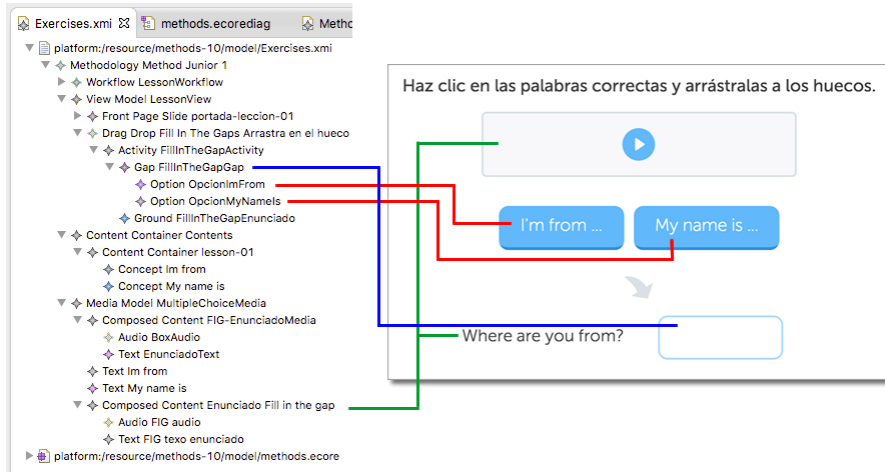 Exercises.xmi
methods.ecorediag
Metho
platform:/resource/methods-10/model/Exercises.xmi
Methodology Method Junior 1
Workflow LessonWorkflow
View Model LessonView
Front Page Slide portada-leccion-01
Drag Drop Fill In The Gaps Arrastra en el hueco
Activity FillInTheGapActivity
Gap FillInTheGapGap
Option OpcionImFrom
Option OpcionMyNameIs
Ground FillInTheGapEnunciado
Content Container Contents
Content Container lesson-01
Concept Im from
Concept My name is
Media Model MultipleChoiceMedia
Composed Content FIG-EnunciadoMedia
Audio BoxAudio
Text EnunciadoText
Text Im from
Text My name is
Composed Content Enunciado Fill in the gap
Audio FIG audio
Text FIG texo enunciado
platform:/resource/methods-10/model/methods.ecore
Haz clic en las palabras correctas y arrástralas a los huecos.
I'm from ...
My name is ...
Where are you from?